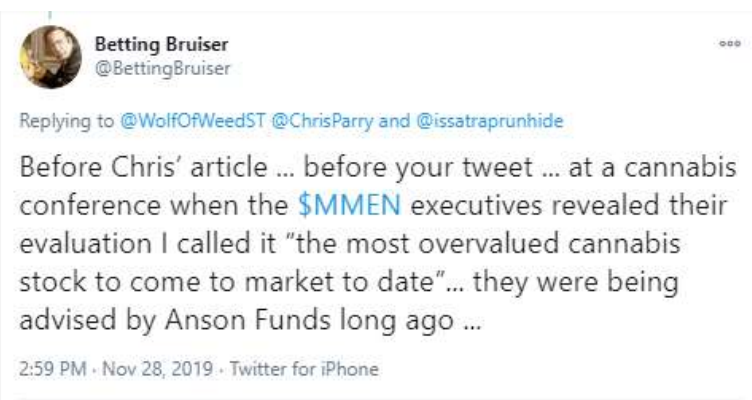 Betting Bruiser
@BettingBruiser
Replying to @WolfOfWeedST @ChrisParry and @issatraprunhide
Before Chris' article ... before your tweet ... at a cannabis
conference when the $MMEN executives revealed their
evaluation I called it "the most overvalued cannabis
stock to come to market to date"... they were being
advised by Anson Funds long ago ...
2:59 PM · Nov 28, 2019 · Twitter for iPhone